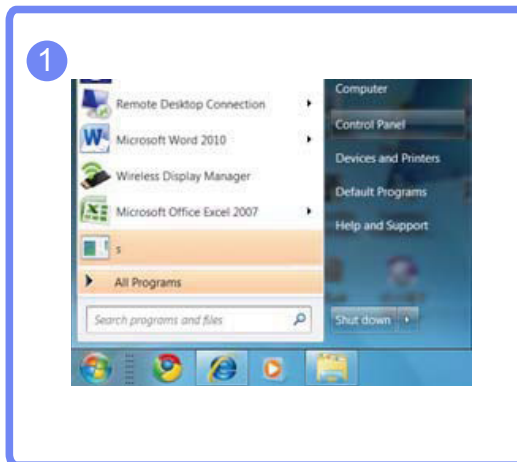 1
Remote Desktop Connection
Microsoft Word 2010
Wireless Display Manager
Microsoft Office Excel 2007
s
All Programs
Search programs and files
Computer
Control Panel
Devices and Printers
Default Programs
Help and Support
Shut down